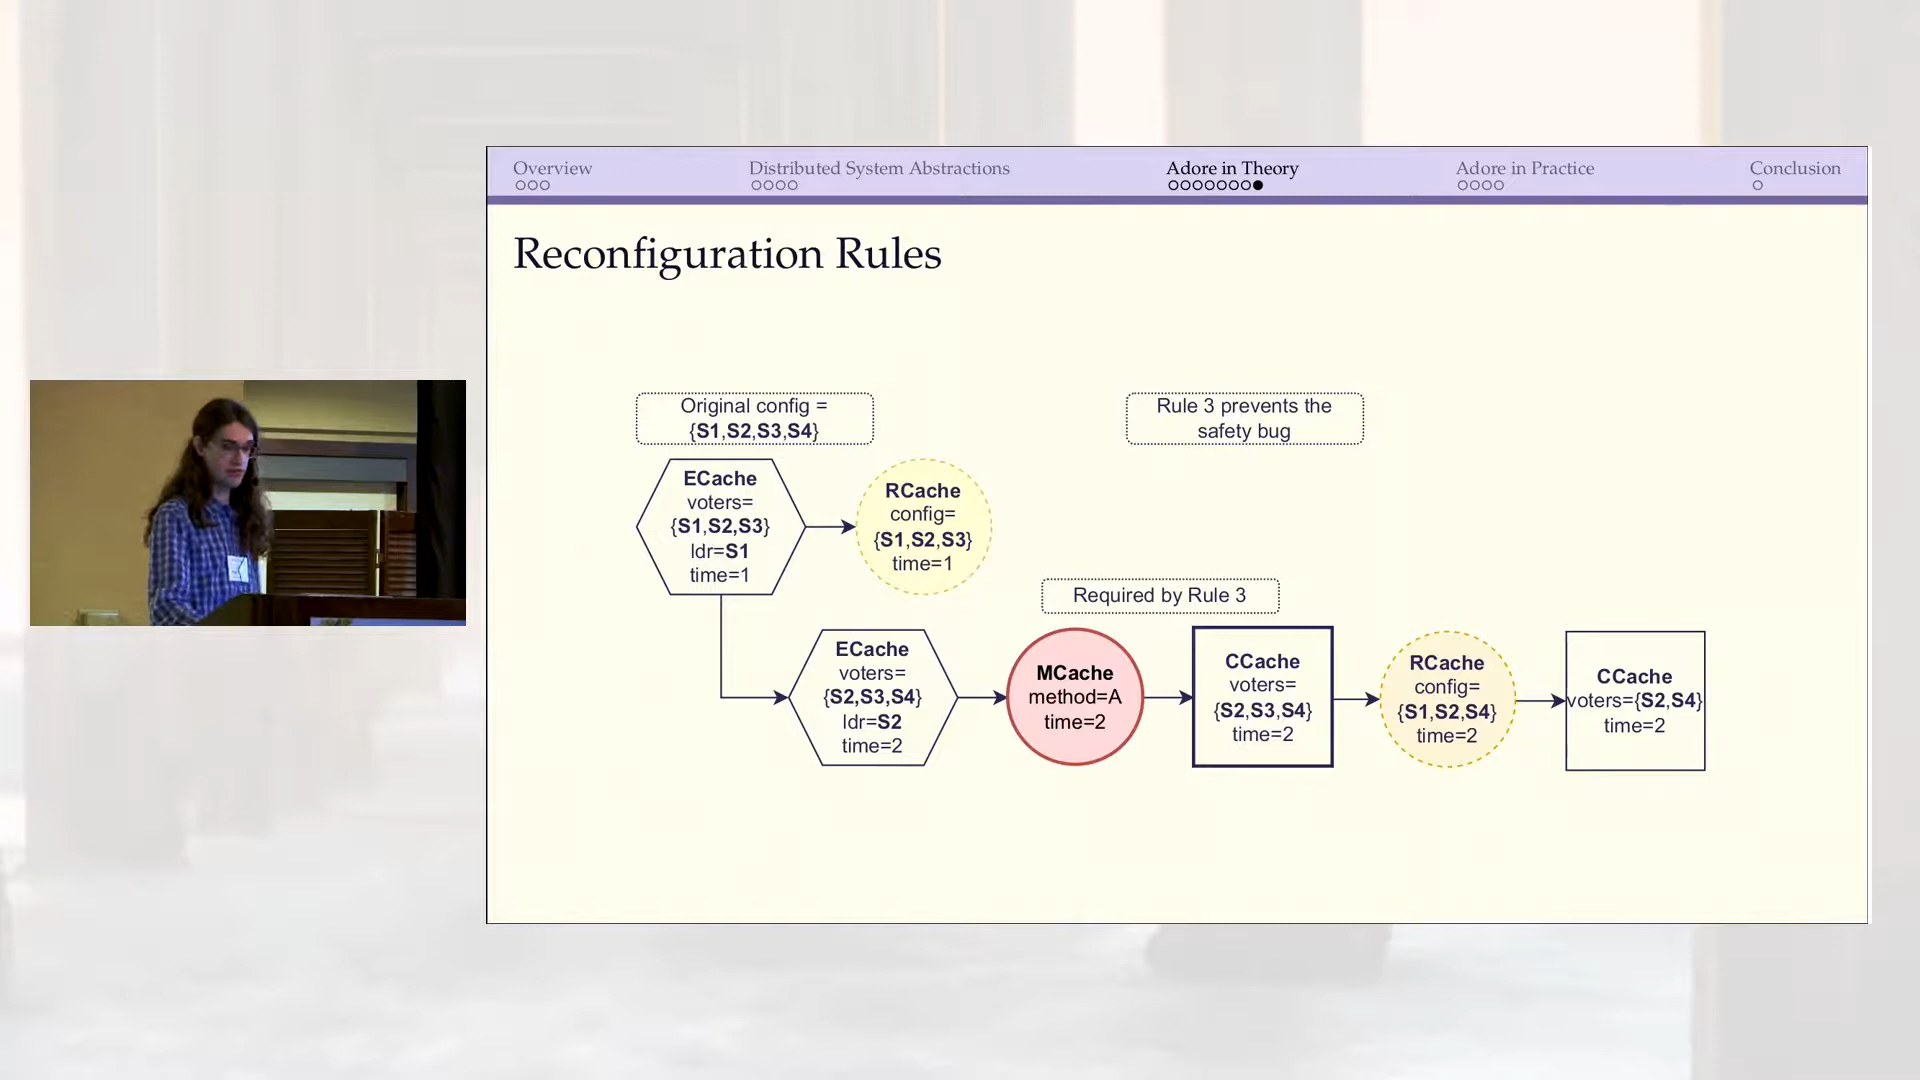 Overview
Distributed System Abstractions
Adore in Theory
Adore in Practice
Conclusion
Reconfiguration Rules
Original config =
{S1,S2,S3,S4}
Rule 3 prevents the
safety bug
ECache
voters=
{S1,S2,S3}
ldr=S1
time=1
RCache
config=
{S1,S2,S3}
time=1
Required by Rule 3
ECache
voters=
{S2,S3,S4}
ldr=S2
time=2
MCache
method=A
time=2
CCache
voters=
{S2,S3,S4}
time=2
RCache
config=
{S1,S2,S4}
time=2
CCache
voters={S2,S4}
time=2